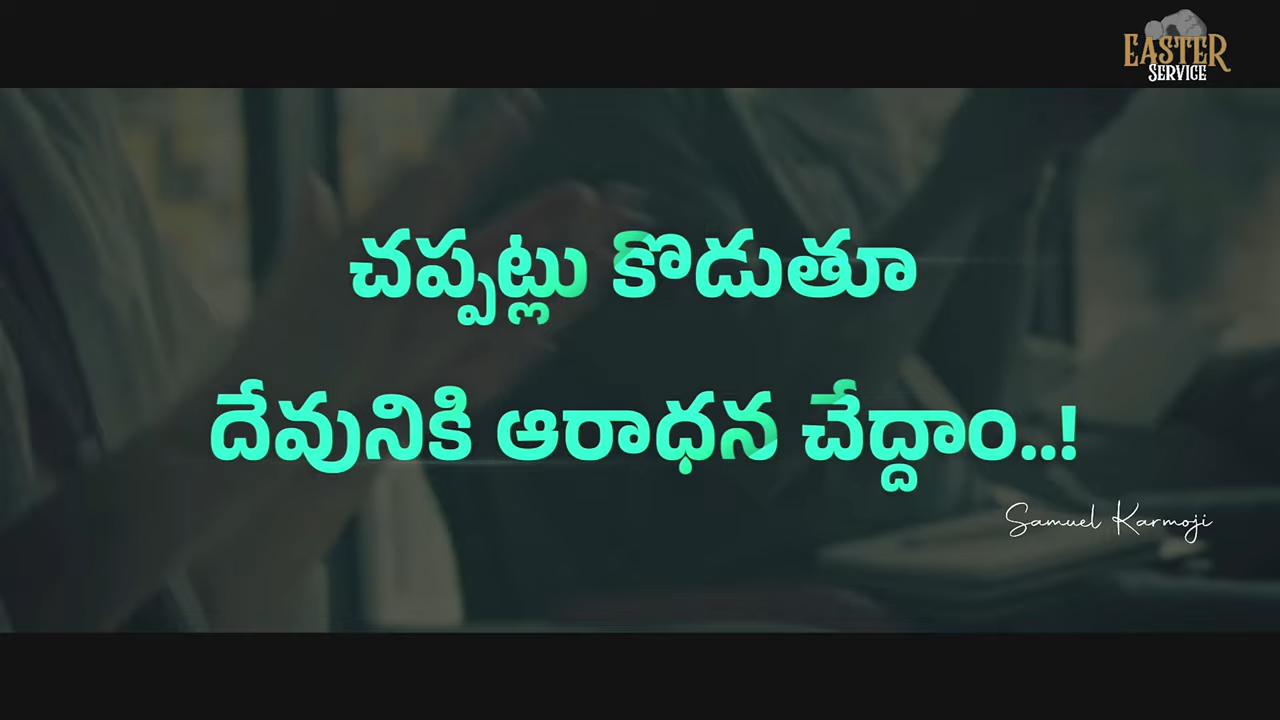 EASTER
SERVICE
చప్పట్లు కొడుతూ
దేవునికి ఆరాధన చేద్దాం..!
Samuel Karmoji